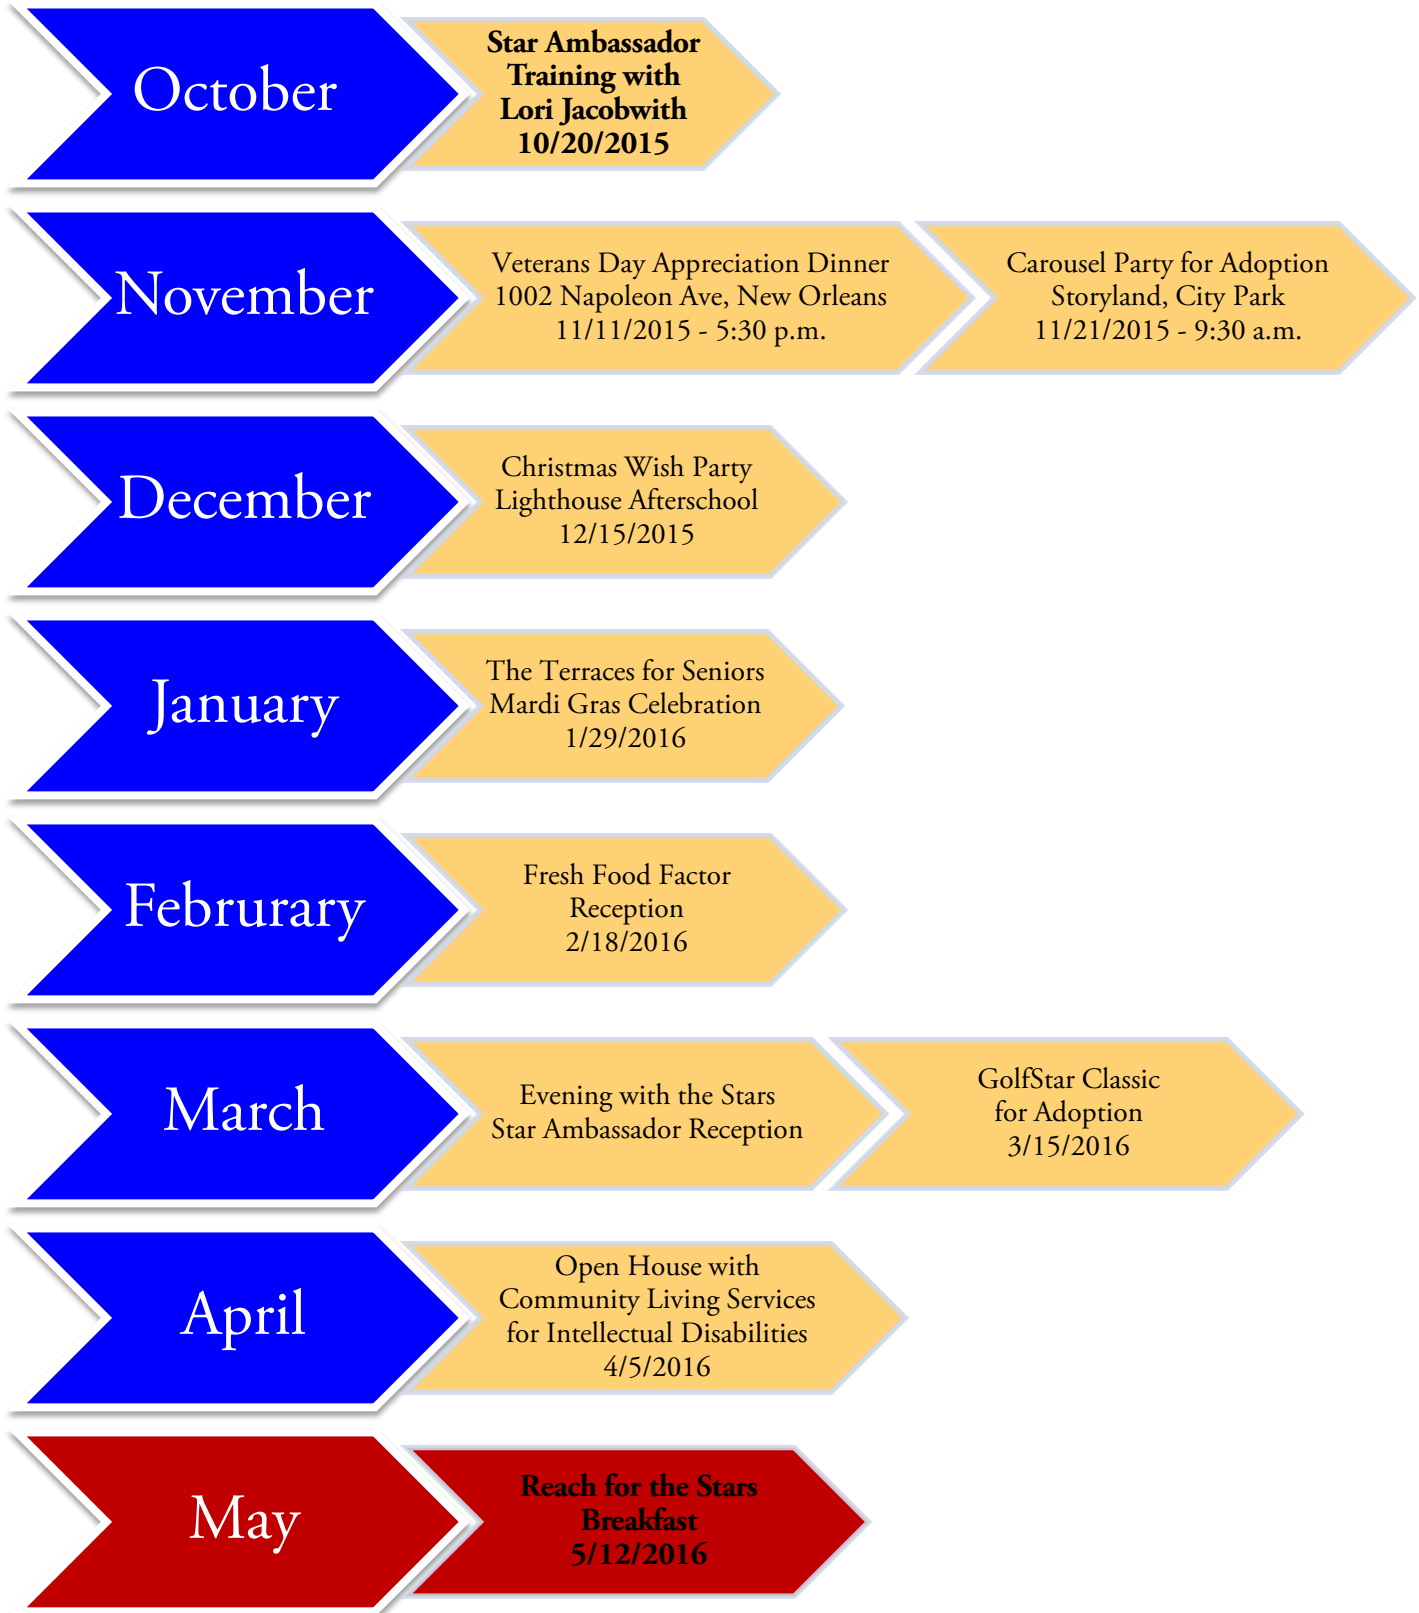 October
Star Ambassador
Training with
Lori Jacobwith
10/20/2015
November
Veterans Day Appreciation Dinner
1002 Napoleon Ave, New Orleans
11/11/2015 - 5:30 p.m.
Carousel Party for Adoption
Storyland, City Park
11/21/2015 - 9:30 a.m.
December
Christmas Wish Party
Lighthouse Afterschool
12/15/2015
January
The Terraces for Seniors
Mardi Gras Celebration
1/29/2016
Februrary
Fresh Food Factor
Reception
2/18/2016
March
Evening with the Stars
Star Ambassador Reception
GolfStar Classic
for Adoption
3/15/2016
April
Open House with
Community Living Services
for Intellectual Disabilities
4/5/2016
May
Reach for the Stars
Breakfast
5/12/2016